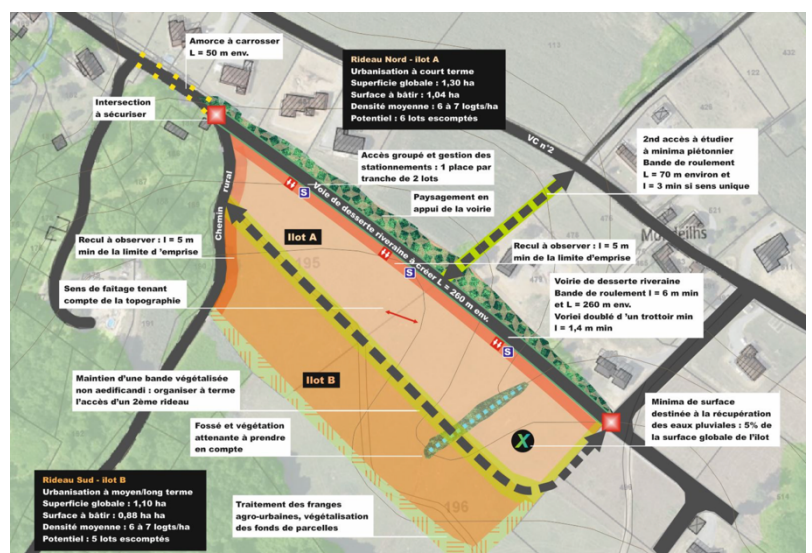 Amorce à carrosser
L = 50 m env.
Rideau Nord - ilot A
Urbanisation à court terme
Superficie globale : 1,30 ha
Surface à bâtir : 1,04 ha
Densité moyenne : 6 à 7 logts/ha
Potentiel : 6 lots escomptés
Intersection
à sécuriser
VC n°2
2nd accès à étudier
à minima piétonnier
Bande de roulement
L = 70 m environ et
l = 3 min si sens unique
Accès groupé et gestion des
stationnements : 1 place par
tranche de 2 lots
Paysagement en
appui de la voirie
Chemin rural
Voie de desserte riveraine à créer L = 260 m env.
S
S
S
Recul à observer : l = 5 m
min de la limite d'emprise
Ilot A
195
Recul à observer : l = 5 m
min de la limite d'emprise
Sens de faitage tenant
compte de la topographie
Voirie de desserte riveraine
Bande de roulement l = 6 m min
et L = 260 m env.
Voriei doublé d 'un trottoir min
l = 1,4 m min
Maintien d'une bande végétalisée
non aedificandi : organiser à terme
l'accès d'un 2ème rideau
Ilot B
Fossé et végétation
attenante à prendre
en compte
X
Minima de surface
destinée à la récupération
des eaux pluviales : 5% de
la surface globale de l'ilot
Rideau Sud - ilot B
Urbanisation à moyen/long terme
Superficie globale : 1,10 ha
Surface à bâtir : 0,88 ha ha
Densité moyenne : 6 à 7 logts/ha
Potentiel : 5 lots escomptés
Traitement des franges
agro-urbaines, végétalisation
des fonds de parcelles
196